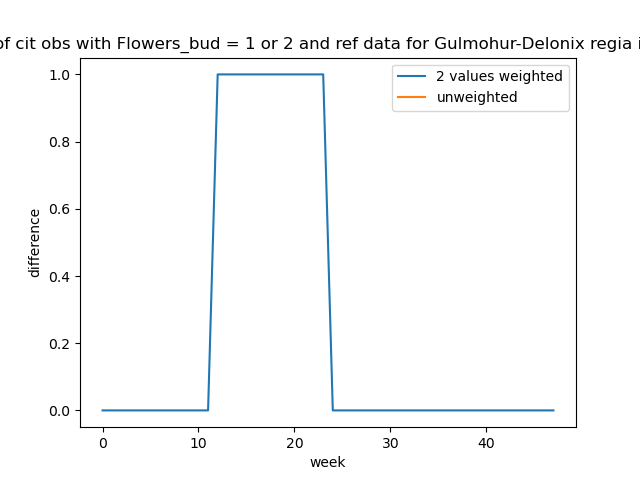 of cit obs with Flowers_bud = 1 or 2 and ref data for Gulmohur-Delonix regia i
2 values weighted
unweighted
1.0
0.8
0.6
0.4
0.2
0.0
difference
0 10 20 30 40
week